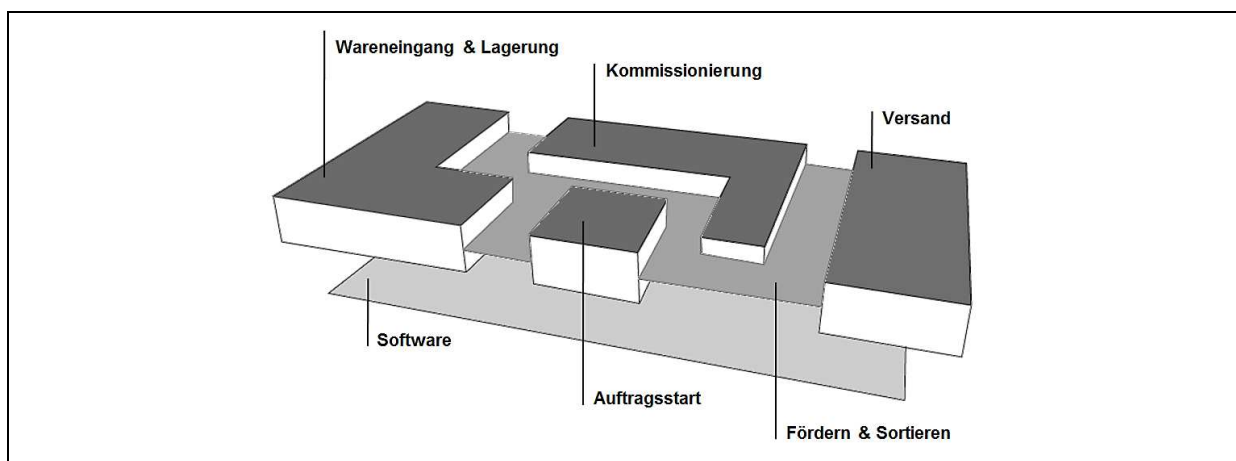 Wareneingang & Lagerung
Kommissionierung
Versand
Software
Auftragsstart
Fördern & Sortieren